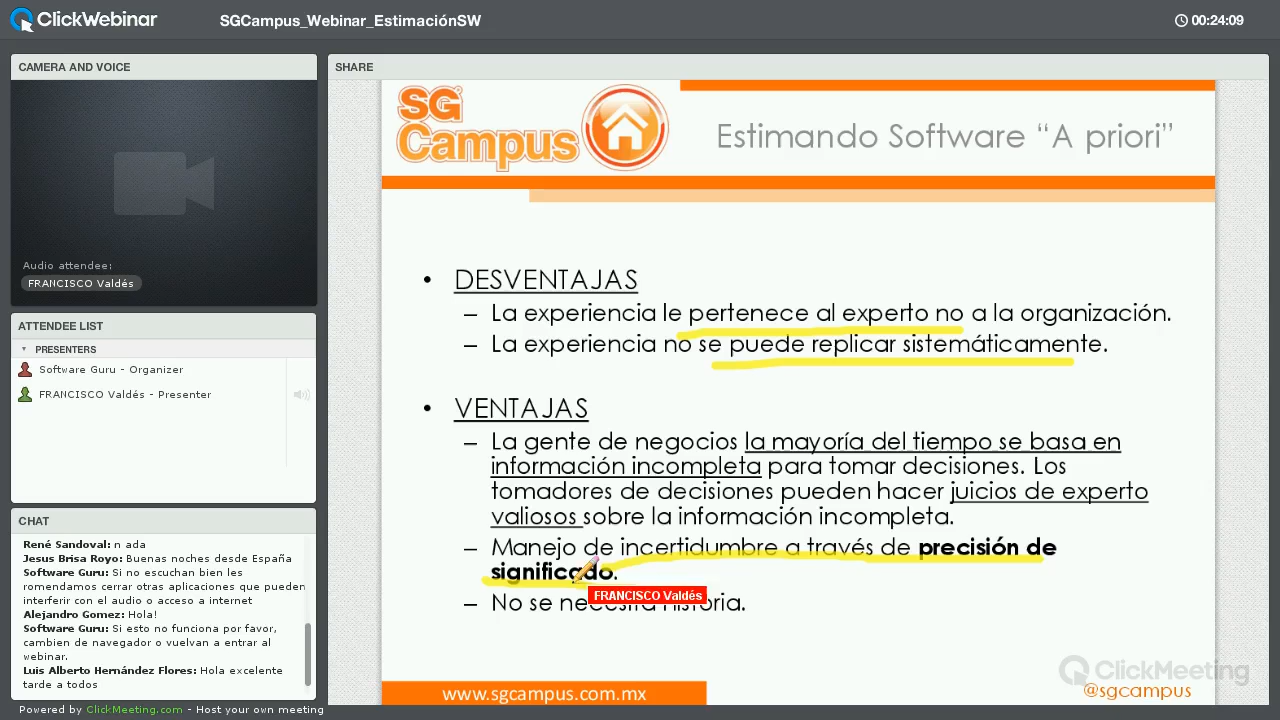 ClickWebinar
SGCampus_Webinar_EstimaciónSW
00:24:09
CAMERA AND VOICE
Audio attendee:
FRANCISCO Valdés
ATTENDEE LIST
PRESENTERS
Software Guru - Organizer
FRANCISCO Valdés - Presenter
CHAT
René Sandoval: n ada
Jesus Brisa Royo: Buenas noches desde España
Software Guru: Si no escuchan bien les
romendamos cerrar otras aplicaciones que pueden
interferir con el audio o acceso a internet
Alejandro Gomez: Hola!
Software Guru: Si esto no funciona por favor,
cambien de navegador o vuelvan a entrar al
webinar.
Luis Alberto Hernández Flores: Hola excelente
tarde a todos
Powered by ClickMeeting.com - Host your own meeting
SHARE
SG
Campus
Estimando Software “A priori”
• DESVENTAJAS
– La experiencia le pertenece al experto no a la organización.
– La experiencia no se puede replicar sistemáticamente.
• VENTAJAS
– La gente de negocios la mayoría del tiempo se basa en
información incompleta para tomar decisiones. Los
tomadores de decisiones pueden hacer juicios de experto
valiosos sobre la información incompleta.
– Manejo de incertidumbre a través de precisión de
significado.
FRANCISCO Valdés
– No se necesita historia.
ClickMeeting
www.sgcampus.com.mx
@sgcampus